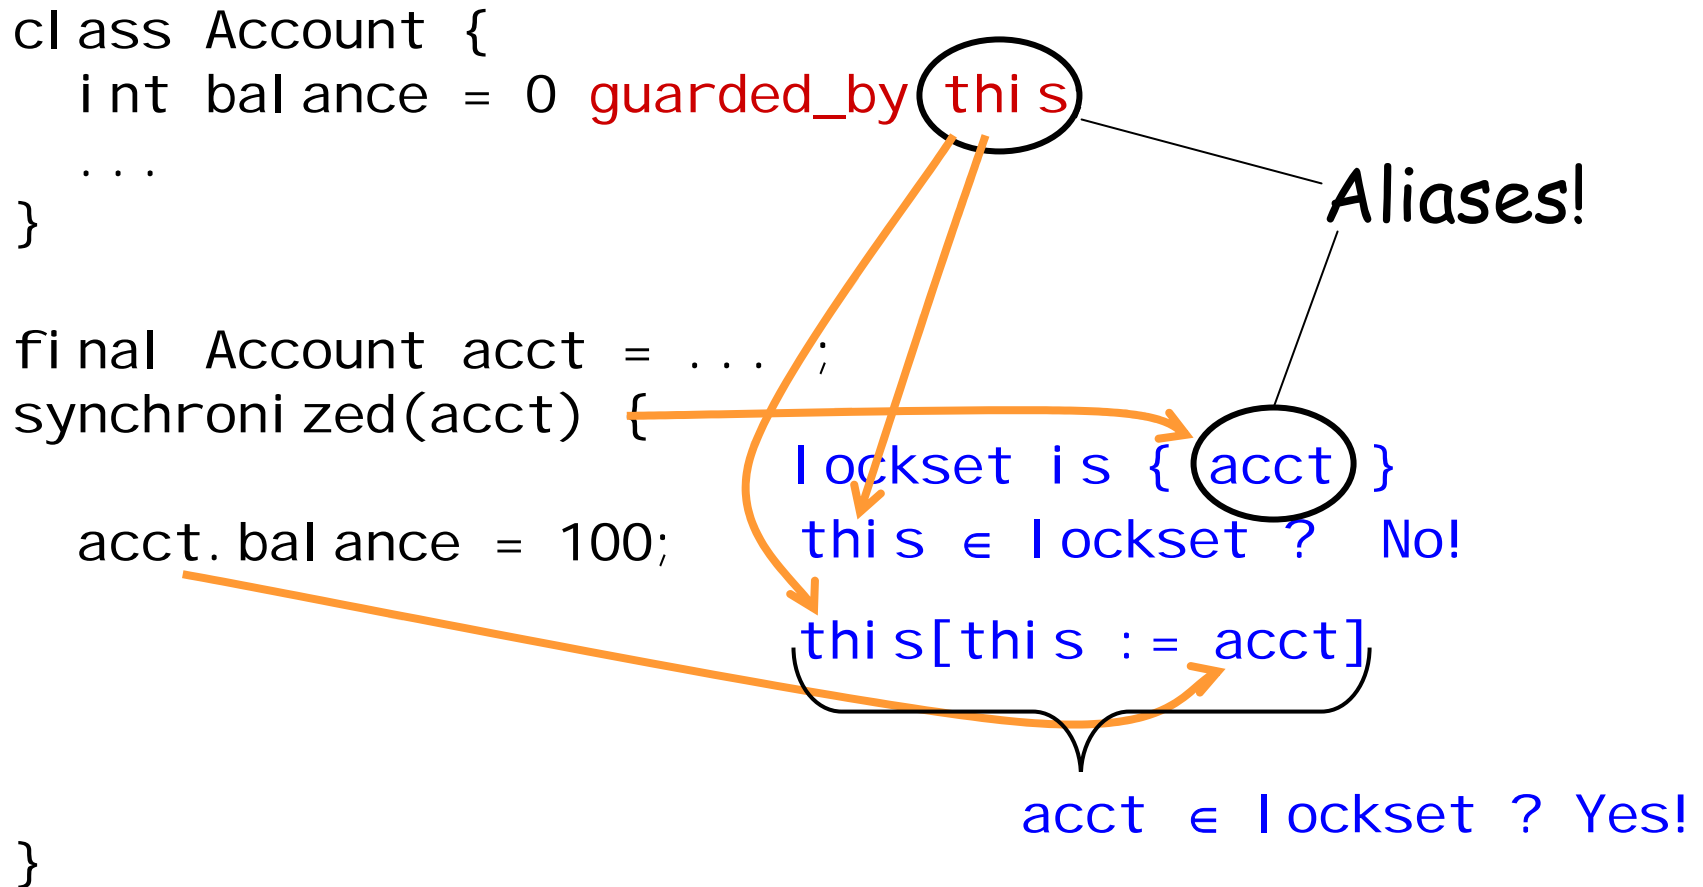 class Account {
int balance = 0 guarded_by this
...
}
Aliases!
final Account acct = ... ;
synchronized(acct) {
lockset is { acct }
acct.balance = 100;
this ∈ lockset ? No!
this[this := acct]
acct ∈ lockset ? Yes!
}